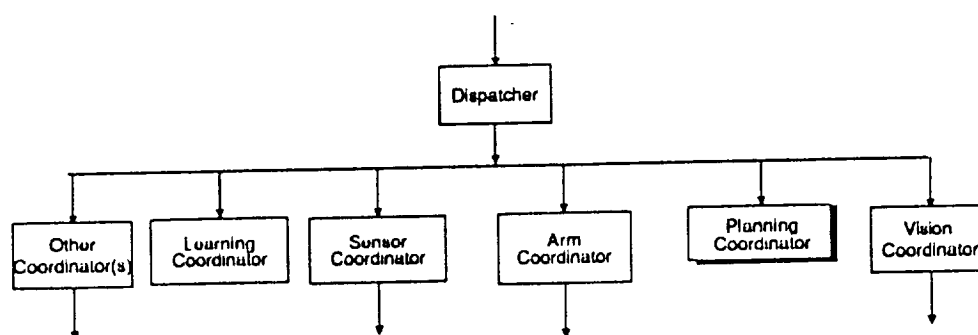 Dispatcher
Other
Coordinator(s)
Learning
Coordinator
Sensor
Coordinator
Arm
Coordinator
Planning
Coordinator
Vision
Coordinator